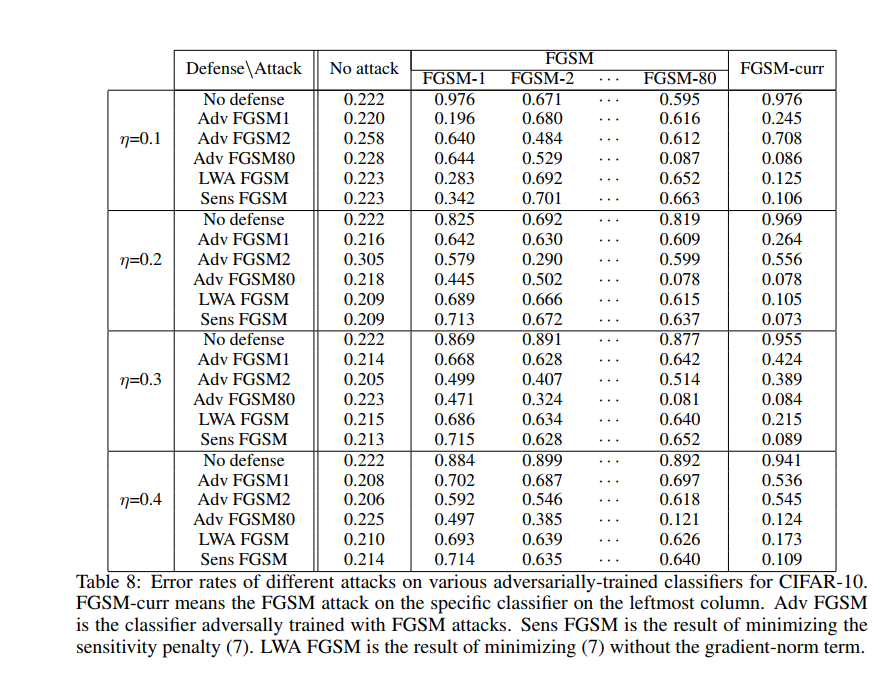 Defense\Attack No attack FGSM FGSM-curr
FGSM-1 FGSM-2 ··· FGSM-80
η=0.1
No defense 0.222 0.976 0.671 ··· 0.595 0.976
Adv FGSM1 0.220 0.196 0.680 ··· 0.616 0.245
Adv FGSM2 0.258 0.640 0.484 ··· 0.612 0.708
Adv FGSM80 0.228 0.644 0.529 ··· 0.087 0.086
LWA FGSM 0.223 0.283 0.692 ··· 0.652 0.125
Sens FGSM 0.223 0.342 0.701 ··· 0.663 0.106
η=0.2
No defense 0.222 0.825 0.692 ··· 0.819 0.969
Adv FGSM1 0.216 0.642 0.630 ··· 0.609 0.264
Adv FGSM2 0.305 0.579 0.290 ··· 0.599 0.556
Adv FGSM80 0.218 0.445 0.502 ··· 0.078 0.078
LWA FGSM 0.209 0.689 0.666 ··· 0.615 0.105
Sens FGSM 0.209 0.713 0.672 ··· 0.637 0.073
η=0.3
No defense 0.222 0.869 0.891 ··· 0.877 0.955
Adv FGSM1 0.214 0.668 0.628 ··· 0.642 0.424
Adv FGSM2 0.205 0.499 0.407 ··· 0.514 0.389
Adv FGSM80 0.223 0.471 0.324 ··· 0.081 0.084
LWA FGSM 0.215 0.686 0.634 ··· 0.640 0.215
Sens FGSM 0.213 0.715 0.628 ··· 0.652 0.089
η=0.4
No defense 0.222 0.884 0.899 ··· 0.892 0.941
Adv FGSM1 0.208 0.702 0.687 ··· 0.697 0.536
Adv FGSM2 0.206 0.592 0.546 ··· 0.618 0.545
Adv FGSM80 0.225 0.497 0.385 ··· 0.121 0.124
LWA FGSM 0.210 0.693 0.639 ··· 0.626 0.173
Sens FGSM 0.214 0.714 0.635 ··· 0.640 0.109
Table 8: Error rates of different attacks on various adversarially-trained classifiers for CIFAR-10.
FGSM-curr means the FGSM attack on the specific classifier on the leftmost column. Adv FGSM
is the classifier adversally trained with FGSM attacks. Sens FGSM is the result of minimizing the
sensitivity penalty (7). LWA FGSM is the result of minimizing (7) without the gradient-norm term.